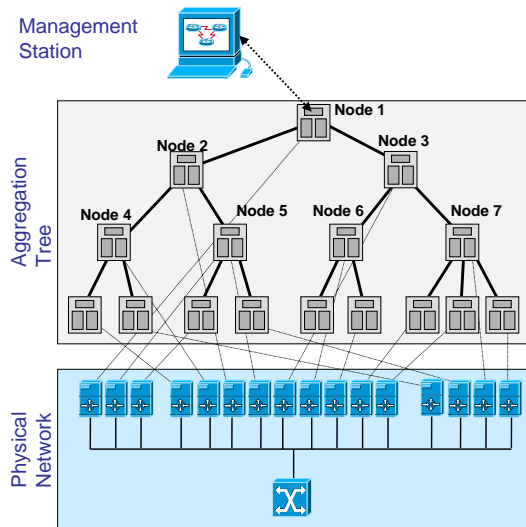 Management
Station
Node 1
Node 2
Node 3
Node 4
Node 5
Node 6
Node 7
Aggregation
Tree
Physical
Network